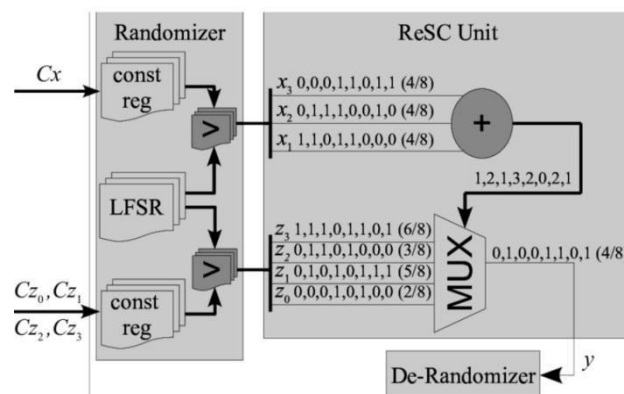 Randomizer
ReSC Unit
Cx
const
reg
>
LFSR
>
Cz₀,Cz₁
Cz₂,Cz₃
const
reg
x₃ 0,0,0,1,1,0,1,1 (4/8)
x₂ 0,1,1,1,0,0,1,0 (4/8)
x₁ 1,1,0,1,1,0,0,0 (4/8)
+
1,2,1,3,2,0,2,1
z₃ 1,1,1,0,1,1,0,1 (6/8)
z₂ 0,1,1,0,1,0,0,0 (3/8)
z₁ 0,1,0,1,0,1,1,1 (5/8)
z₀ 0,0,0,1,0,1,0,0 (2/8)
MUX
0,1,0,0,1,1,0,1 (4/8)
y
De-Randomizer